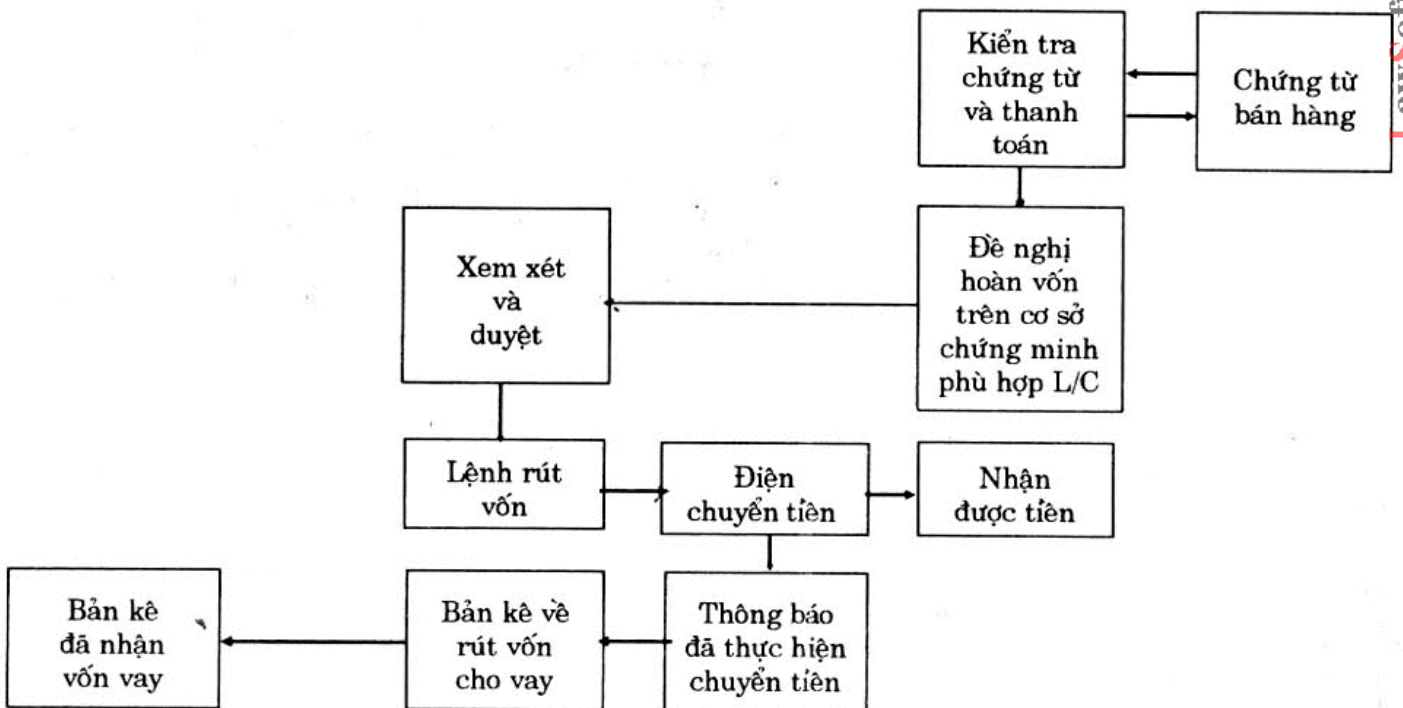 Kiển tra
chứng từ
và thanh
toán
Chứng từ
bán hàng
Đề nghị
hoàn vốn
trên cơ sở
chứng minh
phù hợp L/C
Xem xét
và
duyệt
Lệnh rút
vốn
Điện
chuyển tiền
Nhận
được tiền
Bản kê
đã nhận
vốn vay
Bản kê về
rút vốn
cho vay
Thông báo
đã thực hiện
chuyển tiền